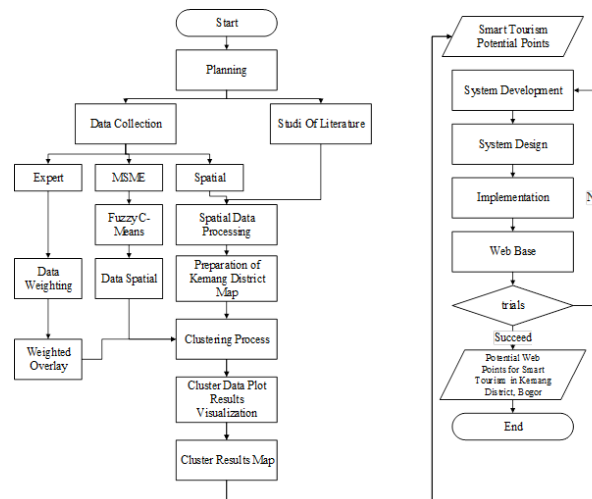 Start
Planning
Data Collection
Studi Of Literature
Expert
MSME
Spatial
Fuzzy C-
Means
Spatial Data
Processing
Data
Weighting
Data Spatial
Preparation of
Kemang District
Map
Weighted
Overlay
Clustering Process
Cluster Data Plot
Results
Visualization
Cluster Results Map
Smart Tourism
Potential Points
System Development
System Design
Implementation
N
Web Base
trials
Succeed
Potential Web
Points for Smart
Tourism in Kemang
District, Bogor
End